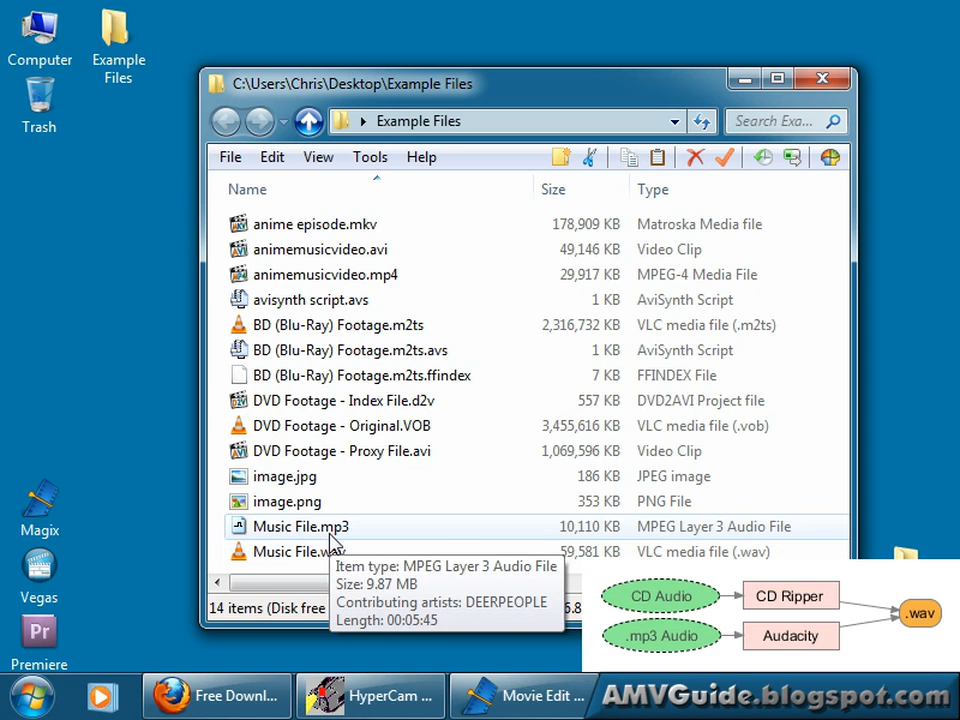 Computer
Example Files
Trash
Magix
Vegas
Pr
Premiere
C:\Users\Chris\Desktop\Example Files
Example Files
Search Exa...
File Edit View Tools Help
Name Size Type
anime episode.mkv 178,909 KB Matroska Media file
animemusicvideo.avi 49,146 KB Video Clip
animemusicvideo.mp4 29,917 KB MPEG-4 Media File
avisynth script.avs 1 KB AviSynth Script
BD (Blu-Ray) Footage.m2ts 2,316,732 KB VLC media file (.m2ts)
BD (Blu-Ray) Footage.m2ts.avs 1 KB AviSynth Script
BD (Blu-Ray) Footage.m2ts.ffindex 7 KB FFINDEX File
DVD Footage - Index File.d2v 557 KB DVD2AVI Project file
DVD Footage - Original.VOB 3,455,616 KB VLC media file (.vob)
DVD Footage - Proxy File.avi 1,069,596 KB Video Clip
image.jpg 186 KB JPEG image
image.png 353 KB PNG File
Music File.mp3 10,110 KB MPEG Layer 3 Audio File
Music File.wav 59,581 KB VLC media file (.wav)
Item type: MPEG Layer 3 Audio File
Size: 9.87 MB
Contributing artists: DEERPEOPLE
Length: 00:05:45
14 items (Disk free
CD Audio CD Ripper
.wav
.mp3 Audio Audacity
Free Downl... HyperCam ... Movie Edit ... AMVGuide.blogspot.com